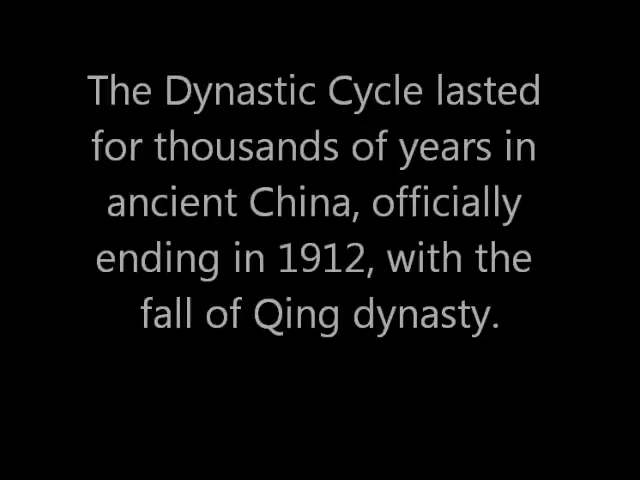 The Dynastic Cycle lasted
for thousands of years in
ancient China, officially
ending in 1912, with the
fall of Qing dynasty.